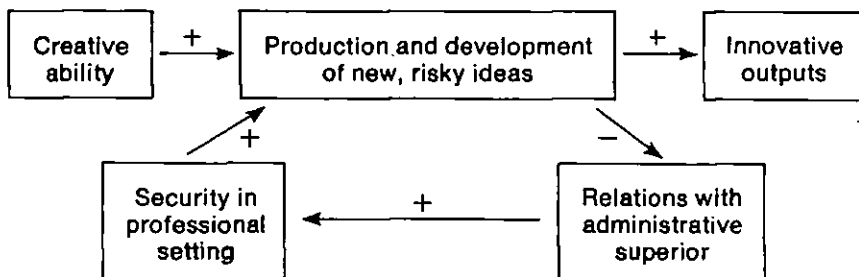 Creative
ability
+
Production and development
of new, risky ideas
+
Innovative
outputs
+
−
Security in
professional
setting
+
Relations with
administrative
superior